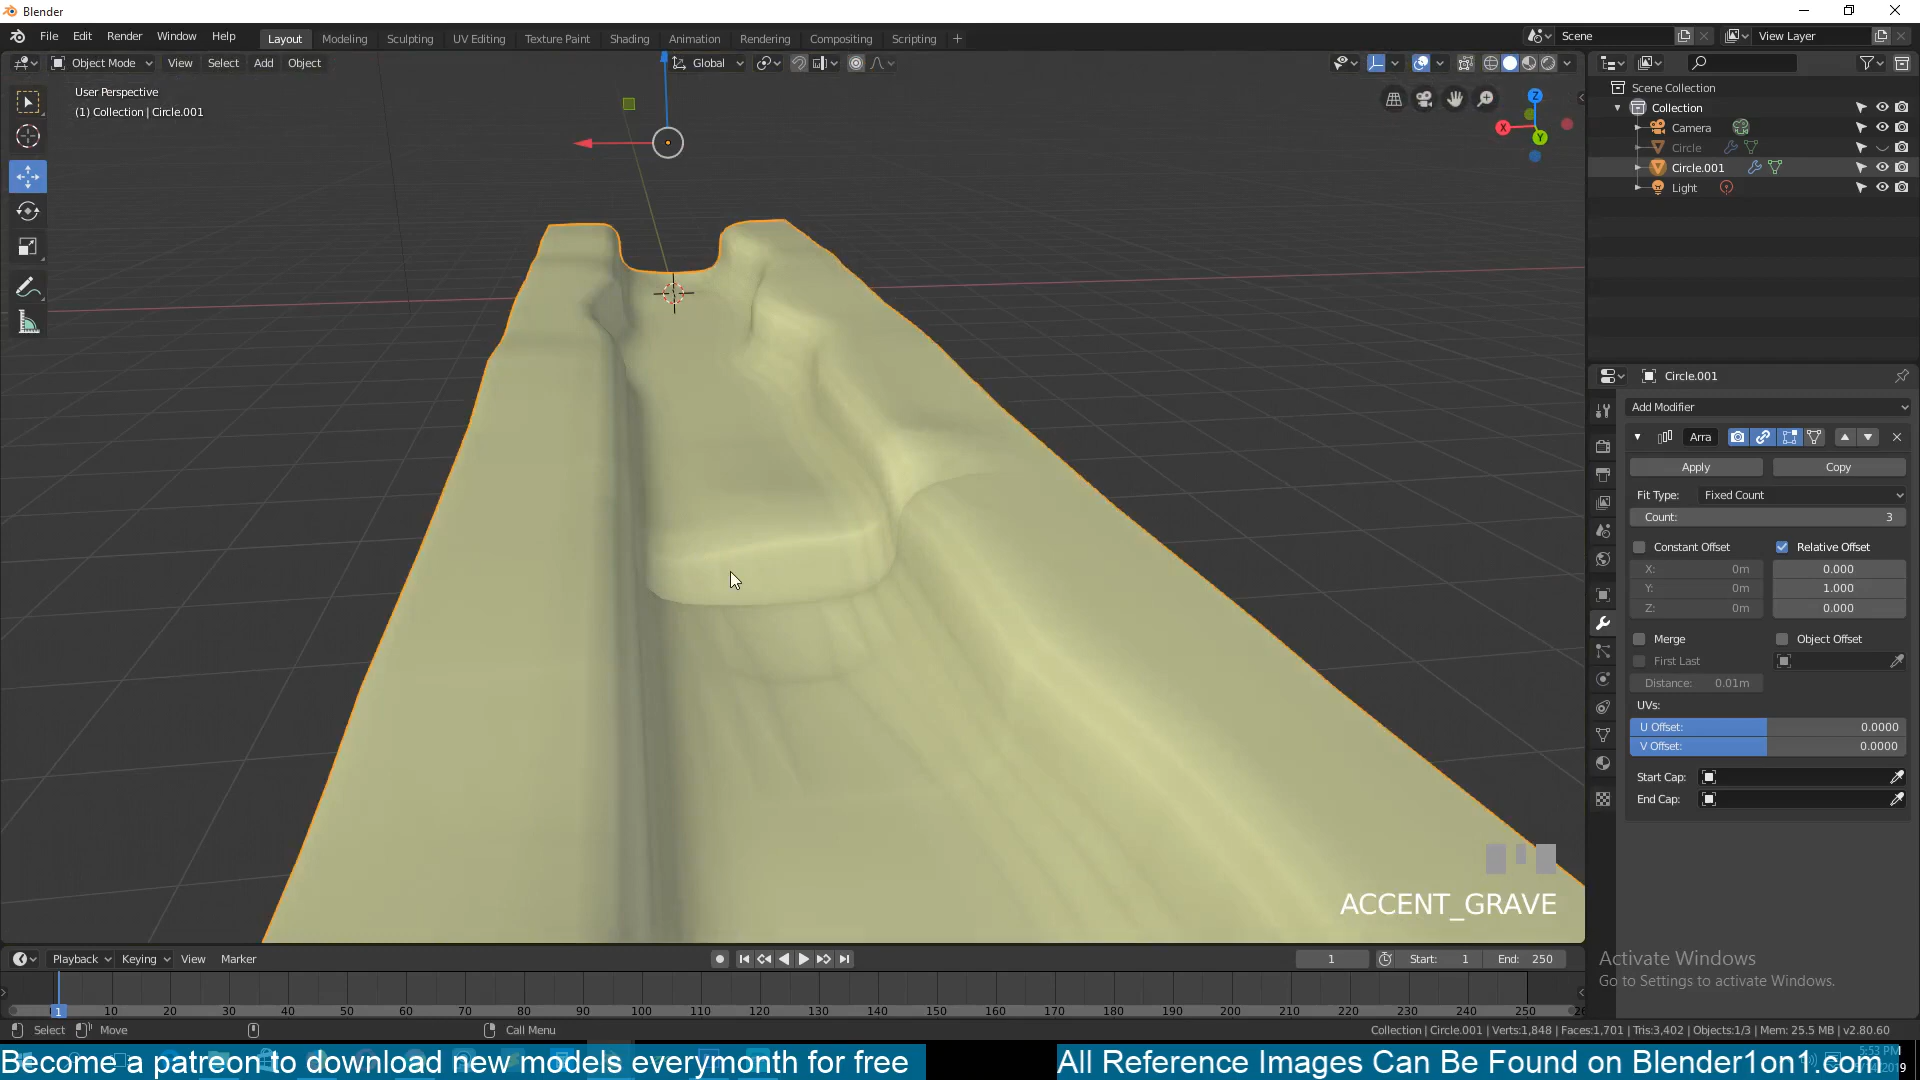 Blender
File Edit Render Window Help Layout Modeling Sculpting UV Editing Texture Paint Shading Animation Rendering Compositing Scripting + Scene View Layer
Object Mode View Select Add Object Global
User Perspective
(1) Collection | Circle.001
Z
X
Y
Scene Collection
Collection
Camera
Circle
Circle.001
Light
Circle.001
Add Modifier
Arra
Apply Copy
Fit Type: Fixed Count
Count: 3
Constant Offset Relative Offset
X: 0m 0.000
Y: 0m 1.000
Z: 0m 0.000
Merge Object Offset
First Last
Distance: 0.01m
UVs:
U Offset: 0.0000
V Offset: 0.0000
Start Cap:
End Cap:
ACCENT_GRAVE
Activate Windows
Go to Settings to activate Windows.
Playback Keying View Marker 1 Start: 1 End: 250
1 10 20 30 40 50 60 70 80 90 100 110 120 130 140 150 160 170 180 190 200 210 220 230 240 250
Select Move Call Menu Collection | Circle.001 | Verts:1,848 | Faces:1,701 | Tris:3,402 | Objects:1/3 | Mem: 25.5 MB | v2.80.60
5:53 PM
Become a patreon to download new models everymonth for free All Reference Images Can Be Found on Blender1on1.com